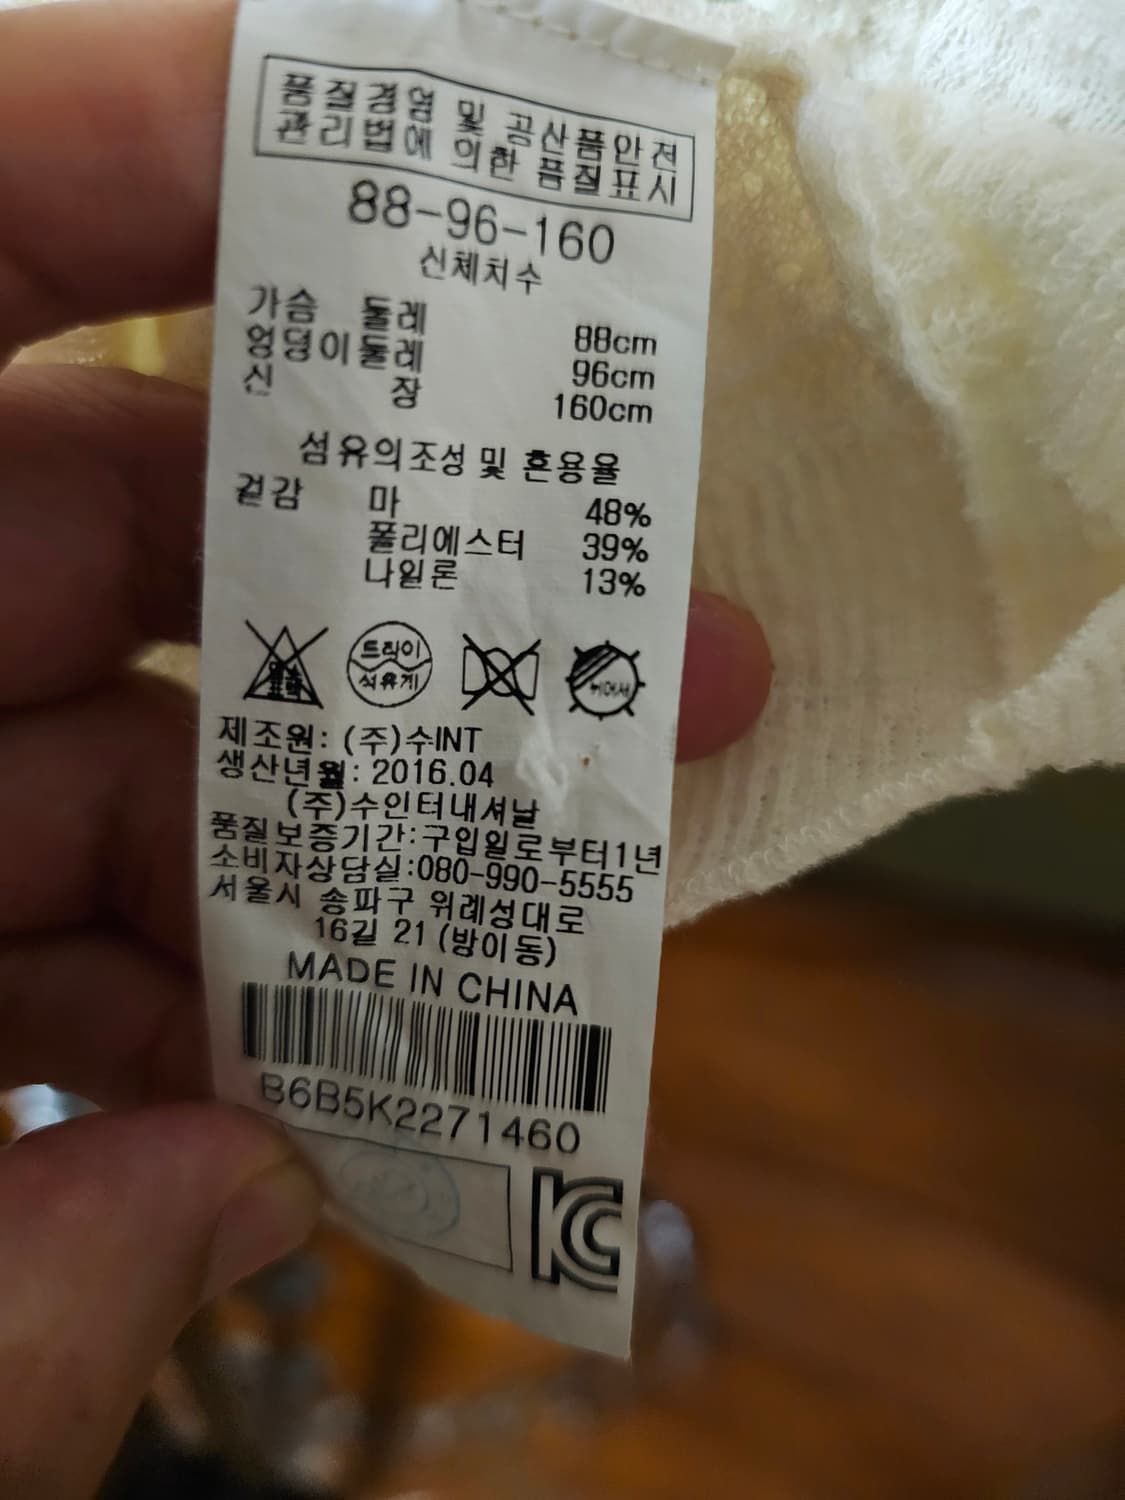 품질경영 및 공산품안전
관리법에 의한 품질표시
88-96-160
신체치수
가슴 둘레 88cm
엉덩이둘레 96cm
신 장 160cm
섬유의조성 및 혼용율
겉감 마 48%
폴리에스터 39%
나일론 13%
드라이
석유계
제조원: (주)수INT
생산년월: 2016.04
(주)수인터내셔날
품질보증기간:구입일로부터1년
소비자상담실:080-990-5555
서울시 송파구 위례성대로
16길 21 (방이동)
MADE IN CHINA
B6B5K2271460